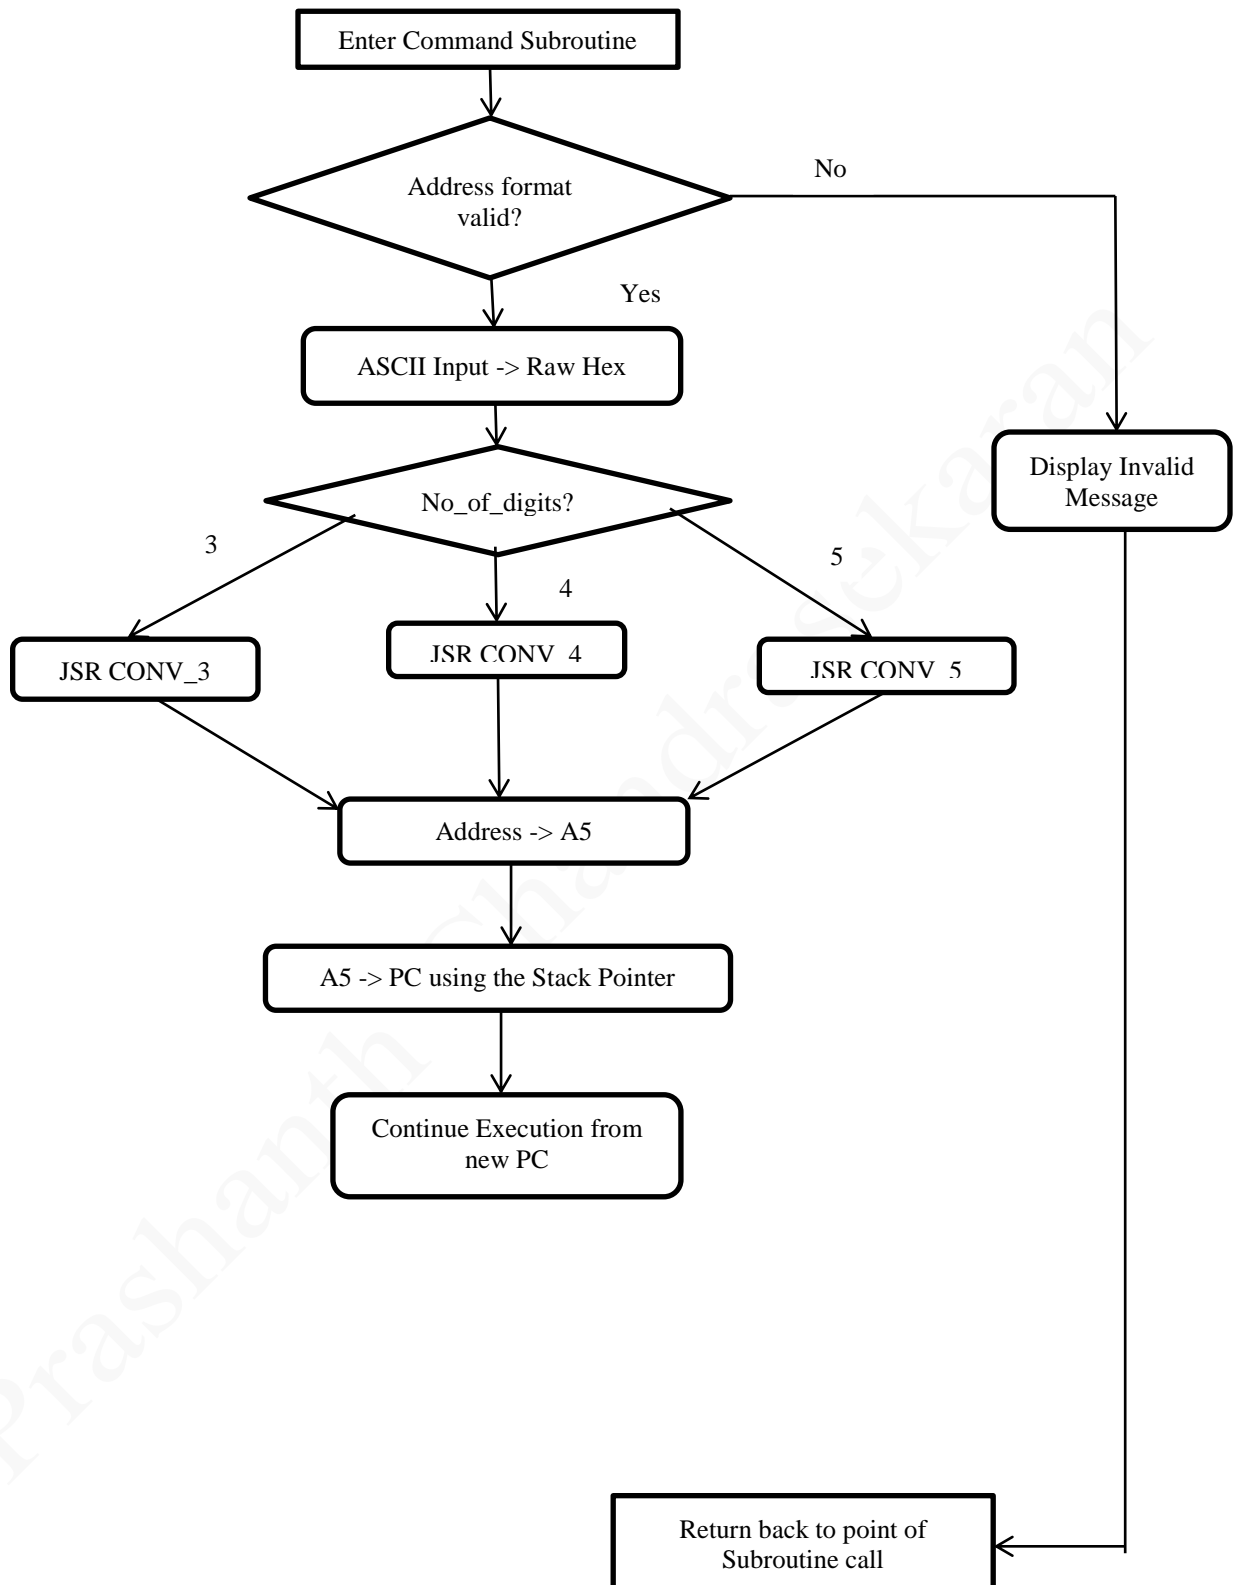 Enter Command Subroutine
Address format
valid?
No
Yes
ASCII Input -> Raw Hex
Display Invalid
Message
No_of_digits?
3
4
5
JSR CONV_3
JSR CONV_4
JSR CONV_5
Address -> A5
A5 -> PC using the Stack Pointer
Continue Execution from
new PC
Return back to point of
Subroutine call
Prashanth Chandrasekaran